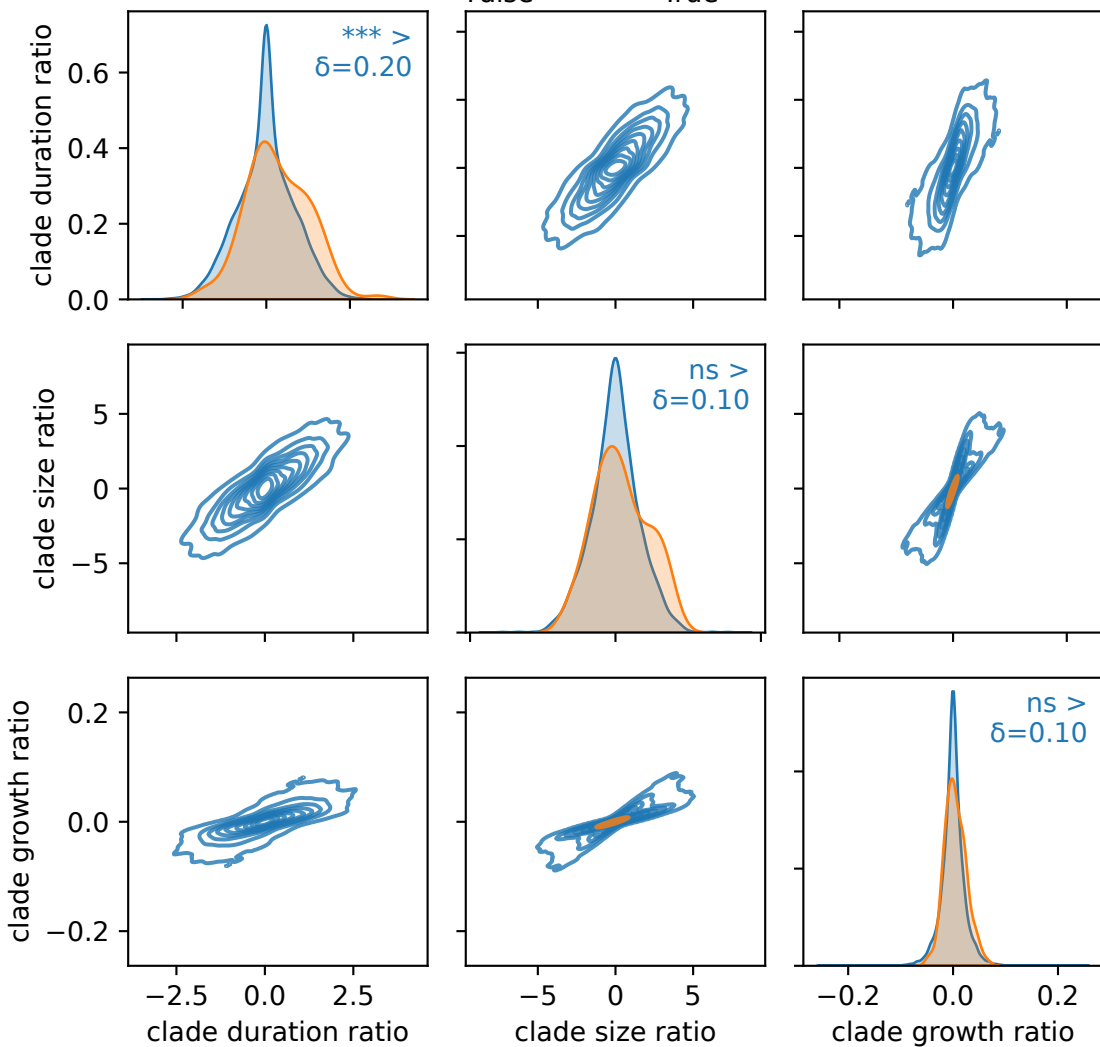 clade duration ratio
0.6
0.4
0.2
0.0
*** >
δ=0.20
clade size ratio
5
0
−5
ns >
δ=0.10
clade growth ratio
0.2
0.0
−0.2
ns >
δ=0.10
−2.5 0.0 2.5
−5 0 5
−0.2 0.0 0.2
clade duration ratio
clade size ratio
clade growth ratio